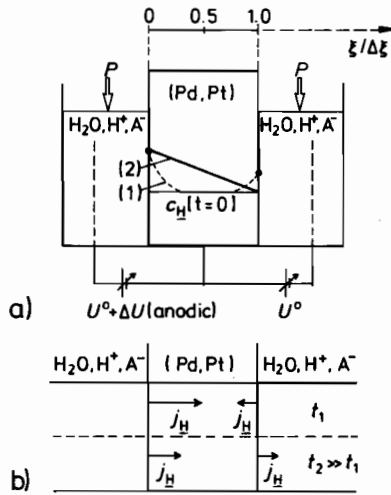 0 0.5 1.0
ξ/Δξ
P P
(Pd,Pt)
H₂O,H⁺,A⁻ H₂O,H⁺,A⁻
(2)
(1)
c_H(t=0)
a) U°+ΔU(anodic) U°
H₂O,H⁺,A⁻ (Pd,Pt) H₂O,H⁺,A⁻
j_H j_H t₁
b) j_H j_H t₂≫t₁